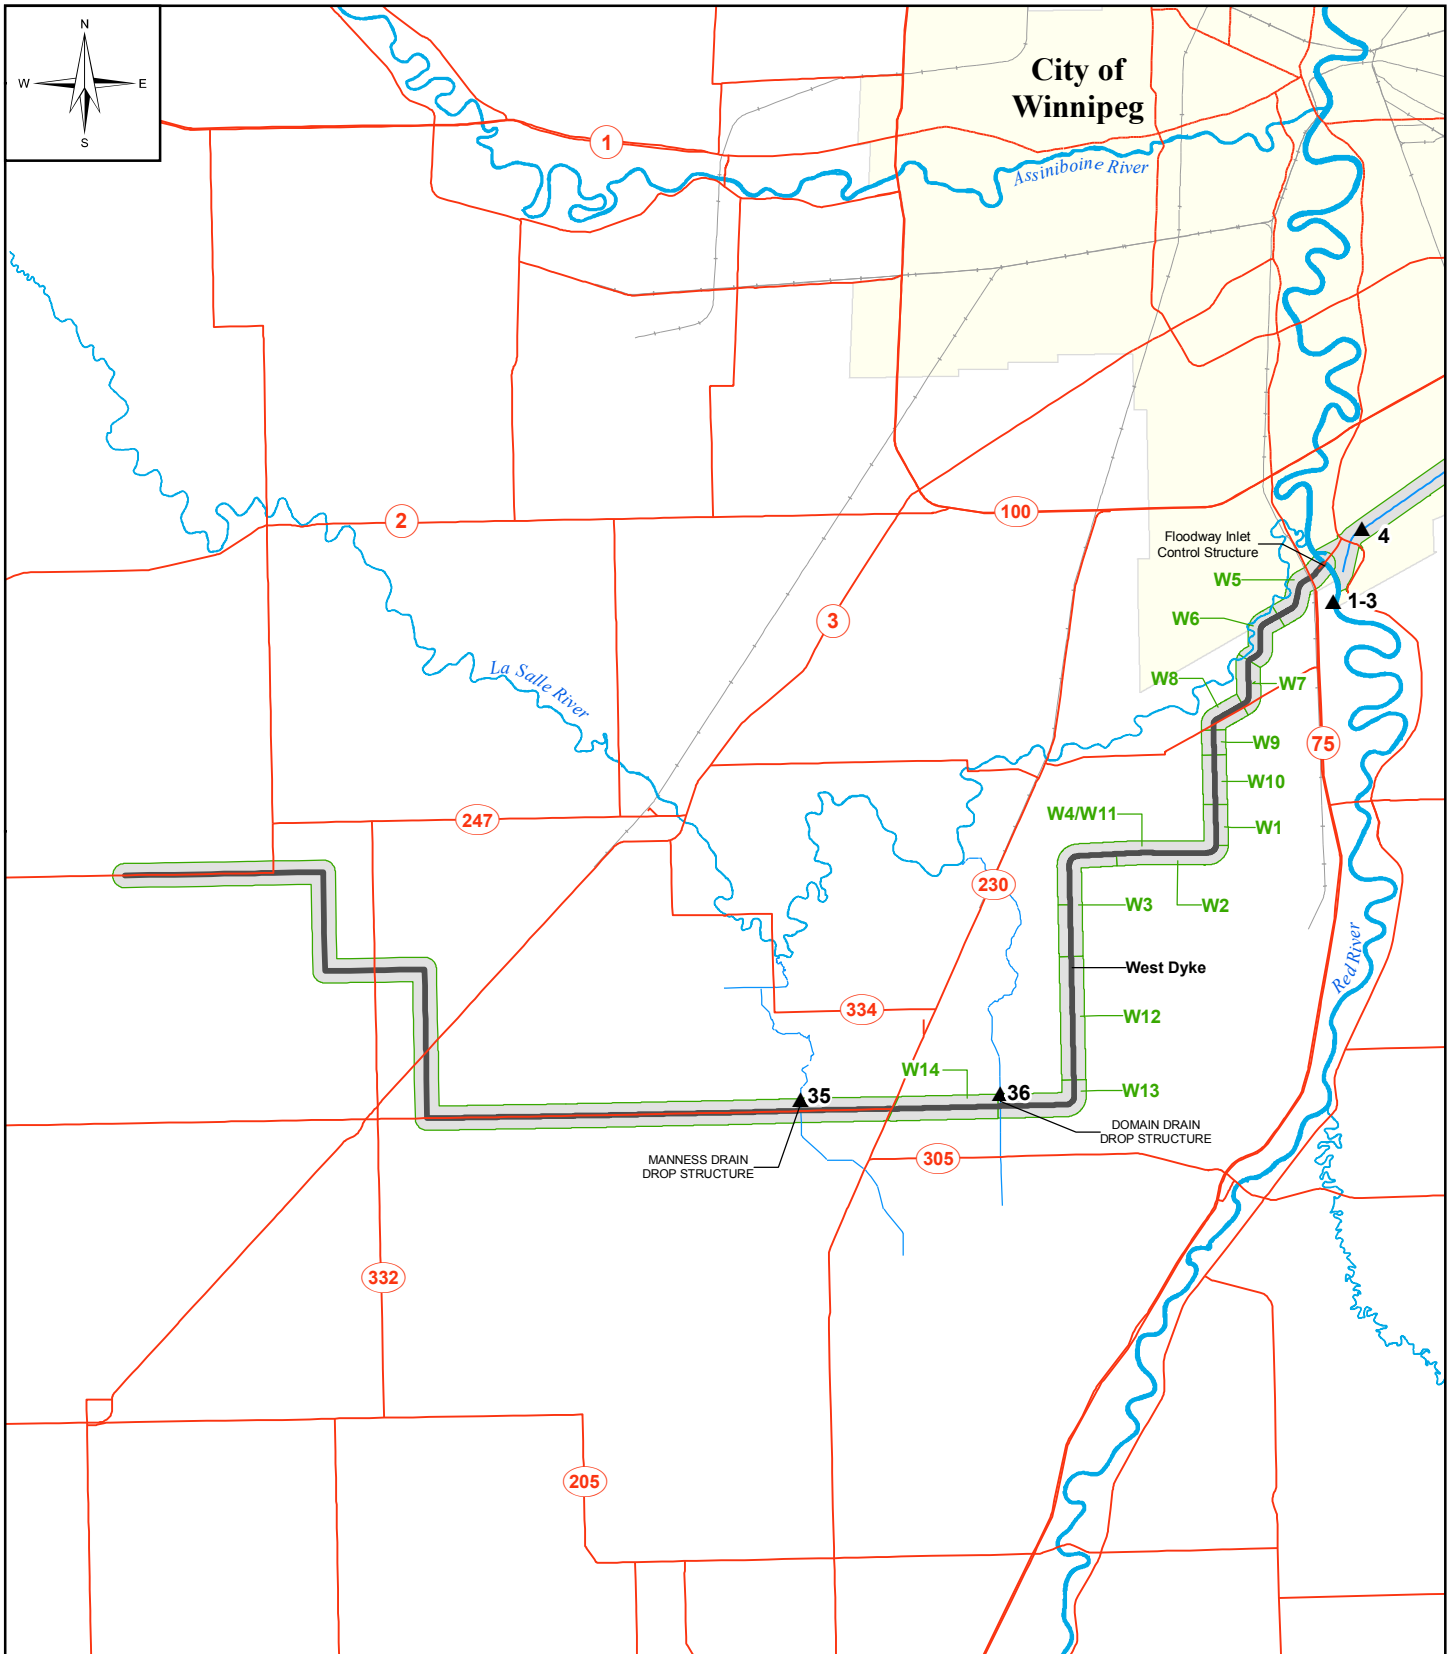 N
W
E
S
City of
Winnipeg
1
Assiniboine River
2
100
Floodway Inlet
Control Structure
4
W5
1-3
W6
3
La Salle River
W8
W7
75
W9
W10
247
W4/W11
W1
230
W3
W2
Red River
West Dyke
334
W12
W14
W13
35
36
DOMAIN DRAIN
DROP STRUCTURE
MANNESS DRAIN
DROP STRUCTURE
305
332
205